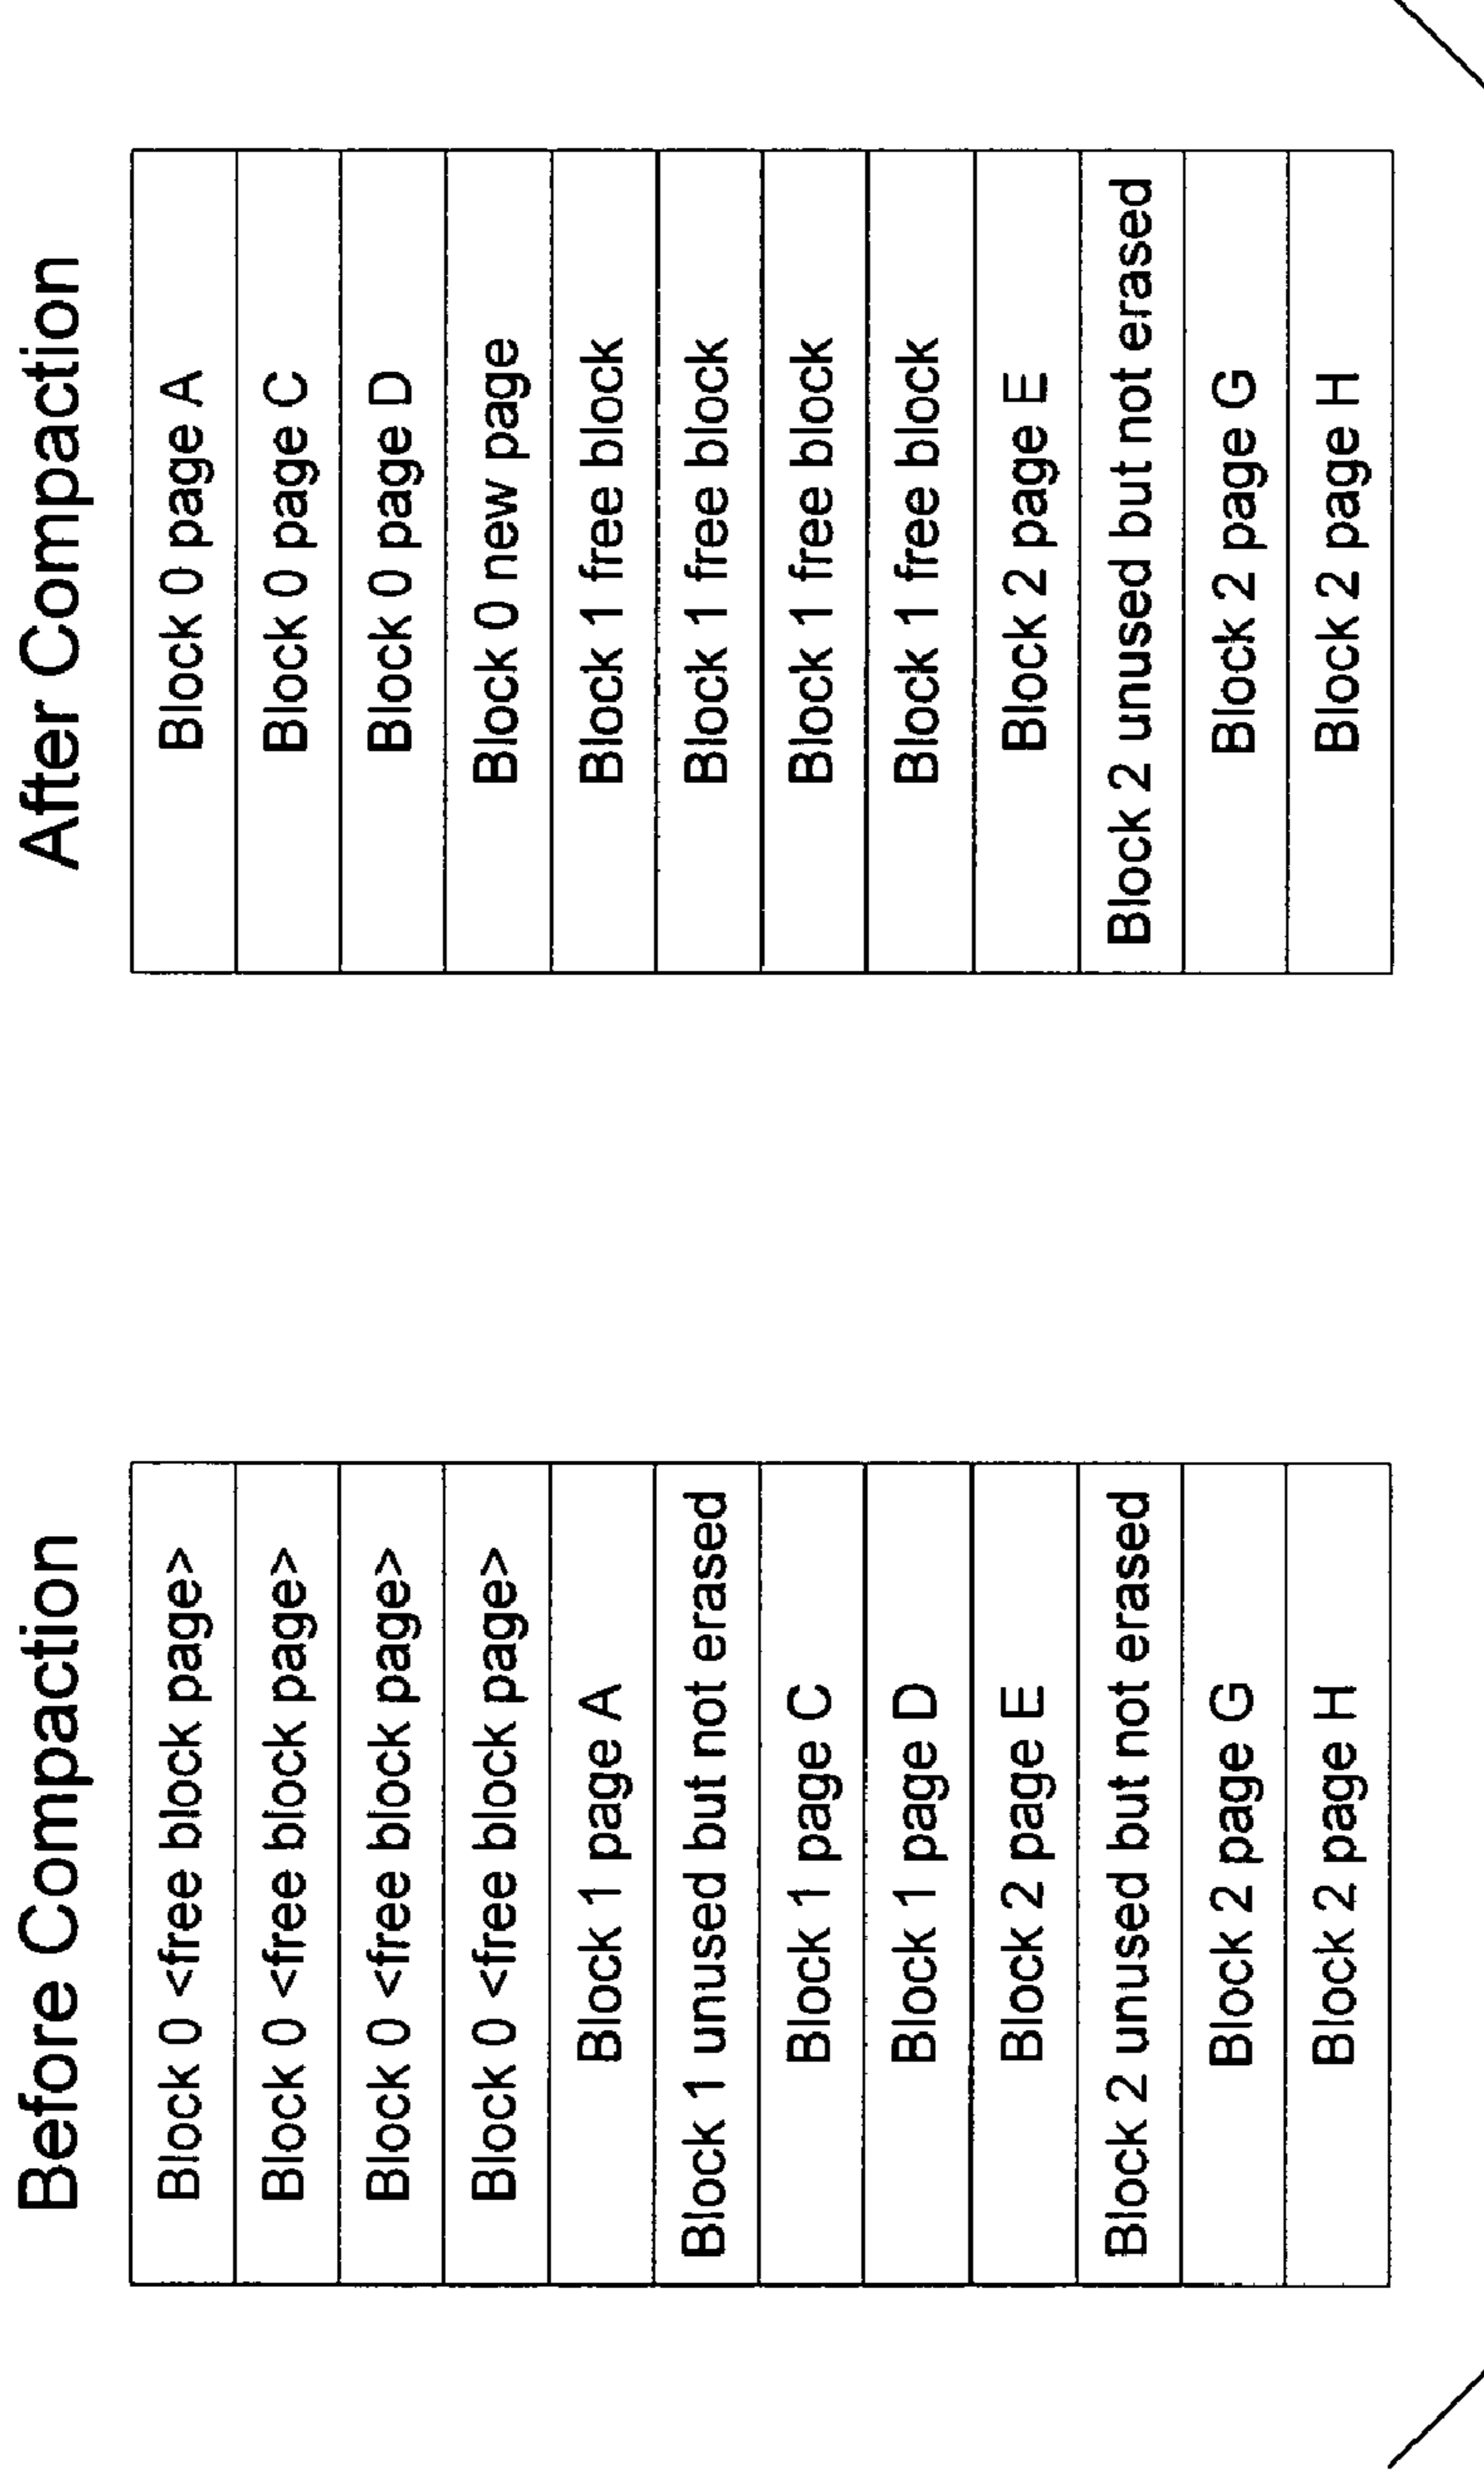 Before Compaction
Block 0 <free block page>
Block 0 <free block page>
Block 0 <free block page>
Block 0 <free block page>
Block 1 page A
Block 1 unused but not erased
Block 1 page C
Block 1 page D
Block 2 page E
Block 2 unused but not erased
Block 2 page G
Block 2 page H
After Compaction
Block 0 page A
Block 0 page C
Block 0 page D
Block 0 new page
Block 1 free block
Block 1 free block
Block 1 free block
Block 1 free block
Block 2 page E
Block 2 unused but not erased
Block 2 page G
Block 2 page H